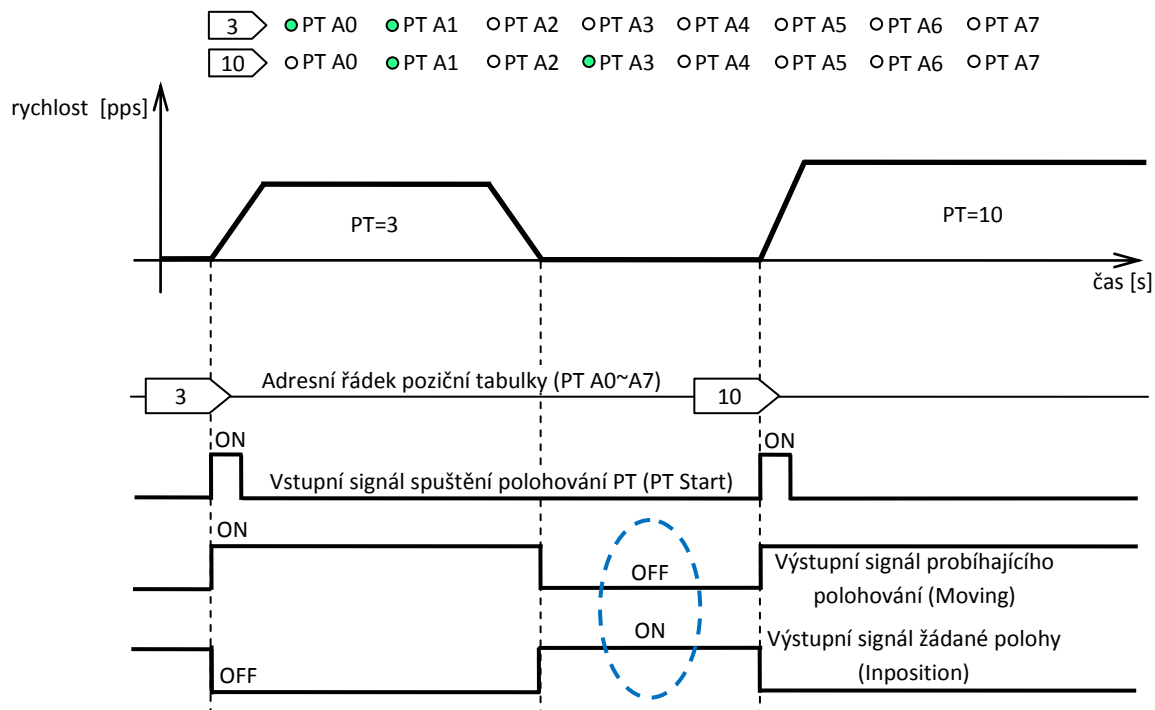 3 PT A0 PT A1 PT A2 PT A3 PT A4 PT A5 PT A6 PT A7
10 PT A0 PT A1 PT A2 PT A3 PT A4 PT A5 PT A6 PT A7
rychlost [pps]
PT=3
PT=10
čas [s]
3
Adresní řádek poziční tabulky (PT A0~A7)
10
ON
ON
Vstupní signál spuštění polohování PT (PT Start)
ON
OFF
Výstupní signál probíhajícího
polohování (Moving)
ON
OFF
Výstupní signál žádané polohy
(Inposition)